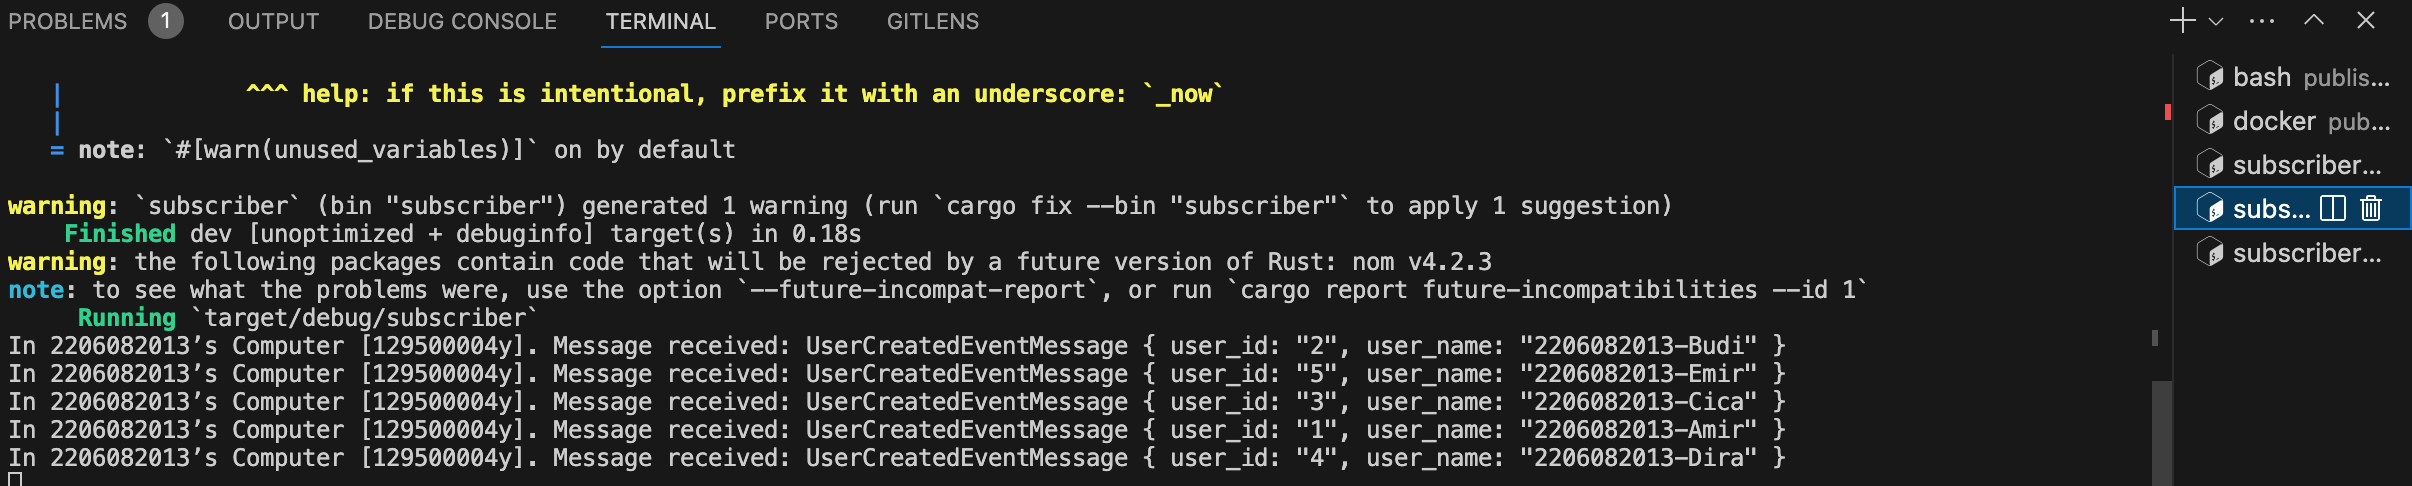 PROBLEMS 1 OUTPUT DEBUG CONSOLE TERMINAL PORTS GITLENS
^^^ help: if this is intentional, prefix it with an underscore: `_now`
= note: `#[warn(unused_variables)]` on by default
warning: `subscriber` (bin "subscriber") generated 1 warning (run `cargo fix --bin "subscriber"` to apply 1 suggestion)
Finished dev [unoptimized + debuginfo] target(s) in 0.18s
warning: the following packages contain code that will be rejected by a future version of Rust: nom v4.2.3
note: to see what the problems were, use the option `--future-incompat-report`, or run `cargo report future-incompatibilities --id 1`
Running `target/debug/subscriber`
In 2206082013’s Computer [129500004y]. Message received: UserCreatedEventMessage { user_id: "2", user_name: "2206082013-Budi" }
In 2206082013’s Computer [129500004y]. Message received: UserCreatedEventMessage { user_id: "5", user_name: "2206082013-Emir" }
In 2206082013’s Computer [129500004y]. Message received: UserCreatedEventMessage { user_id: "3", user_name: "2206082013-Cica" }
In 2206082013’s Computer [129500004y]. Message received: UserCreatedEventMessage { user_id: "1", user_name: "2206082013-Amir" }
In 2206082013’s Computer [129500004y]. Message received: UserCreatedEventMessage { user_id: "4", user_name: "2206082013-Dira" }
bash publis...
docker pub...
subscriber...
subs...
subscriber...